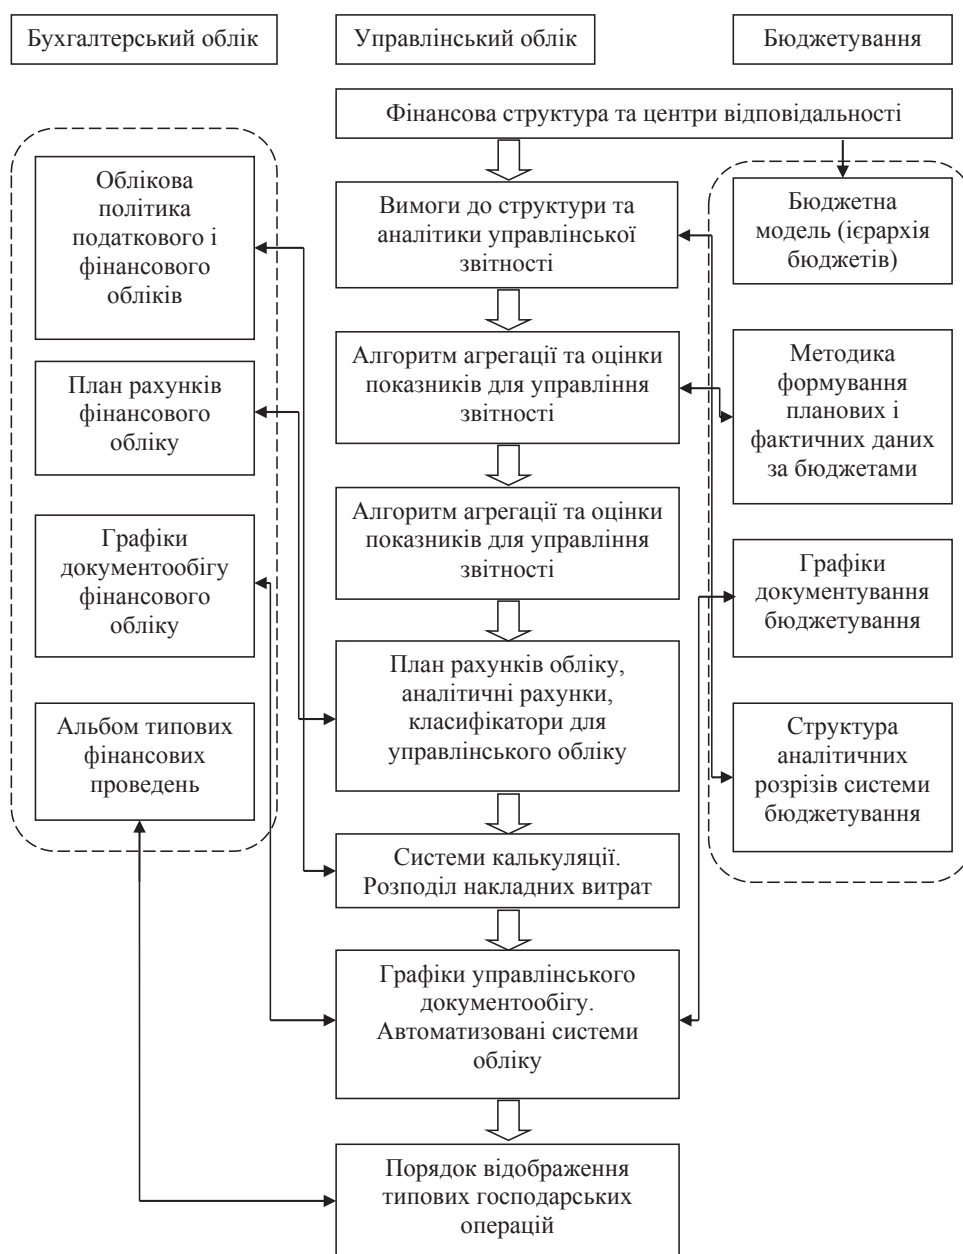 Бухгалтерський облік
Управлінський облік
Бюджетування
Фінансова структура та центри відповідальності
Облікова
політика
податкового і
фінансового
обліків
План рахунків
фінансового
обліку
Графіки
документообігу
фінансового
обліку
Альбом типових
фінансових
проведень
Вимоги до структури та
аналітики управлінської
звітності
Алгоритм агрегації та оцінки
показників для управління
звітності
Алгоритм агрегації та оцінки
показників для управління
звітності
План рахунків обліку,
аналітичні рахунки,
класифікатори для
управлінського обліку
Системи калькуляції.
Розподіл накладних витрат
Графіки управлінського
документообігу.
Автоматизовані системи
обліку
Порядок відображення
типових господарських
операцій
Бюджетна
модель (ієрархія
бюджетів)
Методика
формування
планових і
фактичних даних
за бюджетами
Графіки
документування
бюджетування
Структура
аналітичних
розрізів системи
бюджетування